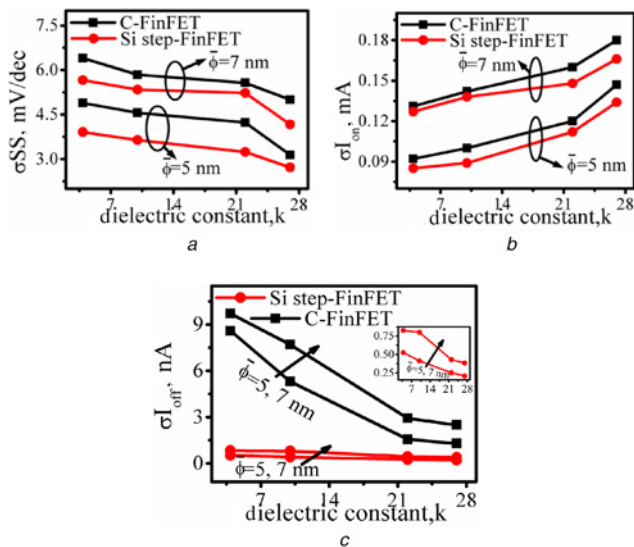 C-FinFET
Si step-FinFET
σSS, mV/dec
7.5
6.0
4.5
3.0
ϕ̄=7 nm
ϕ̄=5 nm
0 7 14 21 28
dielectric constant,k
a
C-FinFET
Si step-FinFET
σIon, mA
0.18
0.15
0.12
0.09
ϕ̄=7 nm
ϕ̄=5 nm
7 14 21 28
dielectric constant,k
b
Si step-FinFET
C-FinFET
σIoff, nA
9
6
3
0
ϕ̄=5, 7 nm
0.75
0.50
0.25
ϕ̄=5, 7 nm
7 14 21 28
ϕ̄=5, 7 nm
7 14 21 28
dielectric constant,k
c